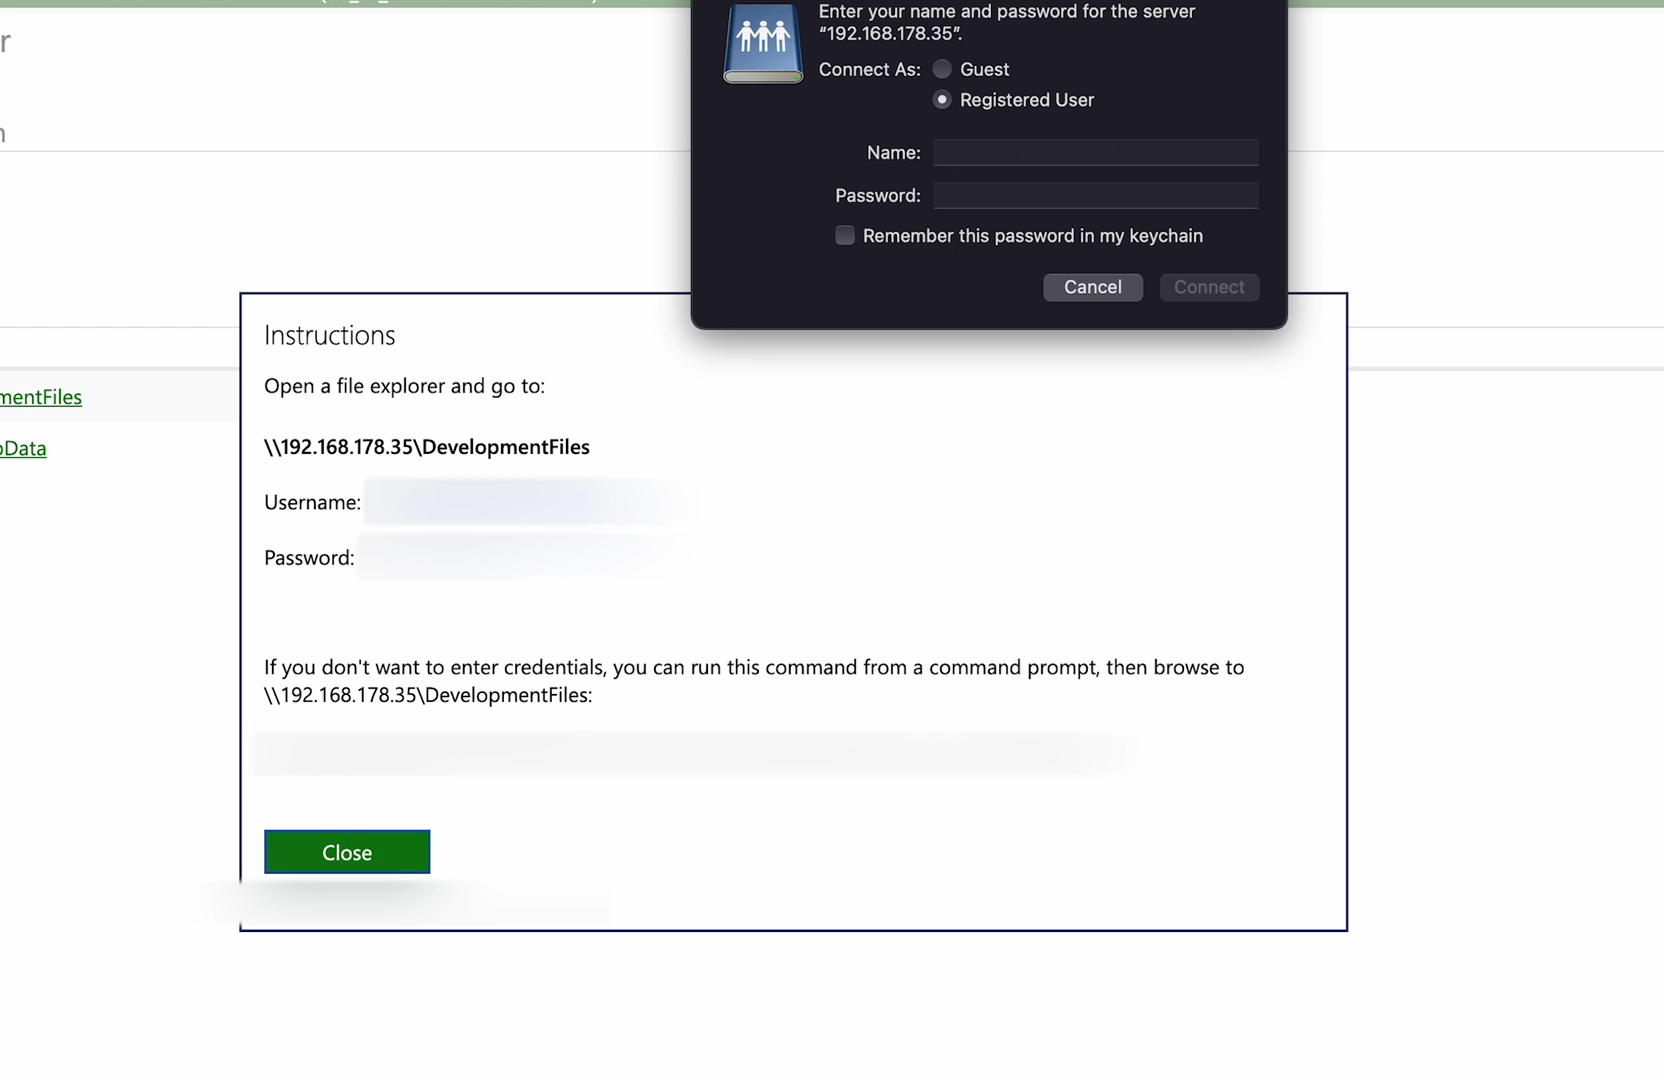 r
n
Enter your name and password for the server
“192.168.178.35”.
Connect As:
Guest
Registered User
Name:
Password:
Remember this password in my keychain
Cancel
Connect
mentFiles
Data
Instructions
Open a file explorer and go to:
\\192.168.178.35\DevelopmentFiles
Username:
Password:
If you don't want to enter credentials, you can run this command from a command prompt, then browse to
\\192.168.178.35\DevelopmentFiles:
Close